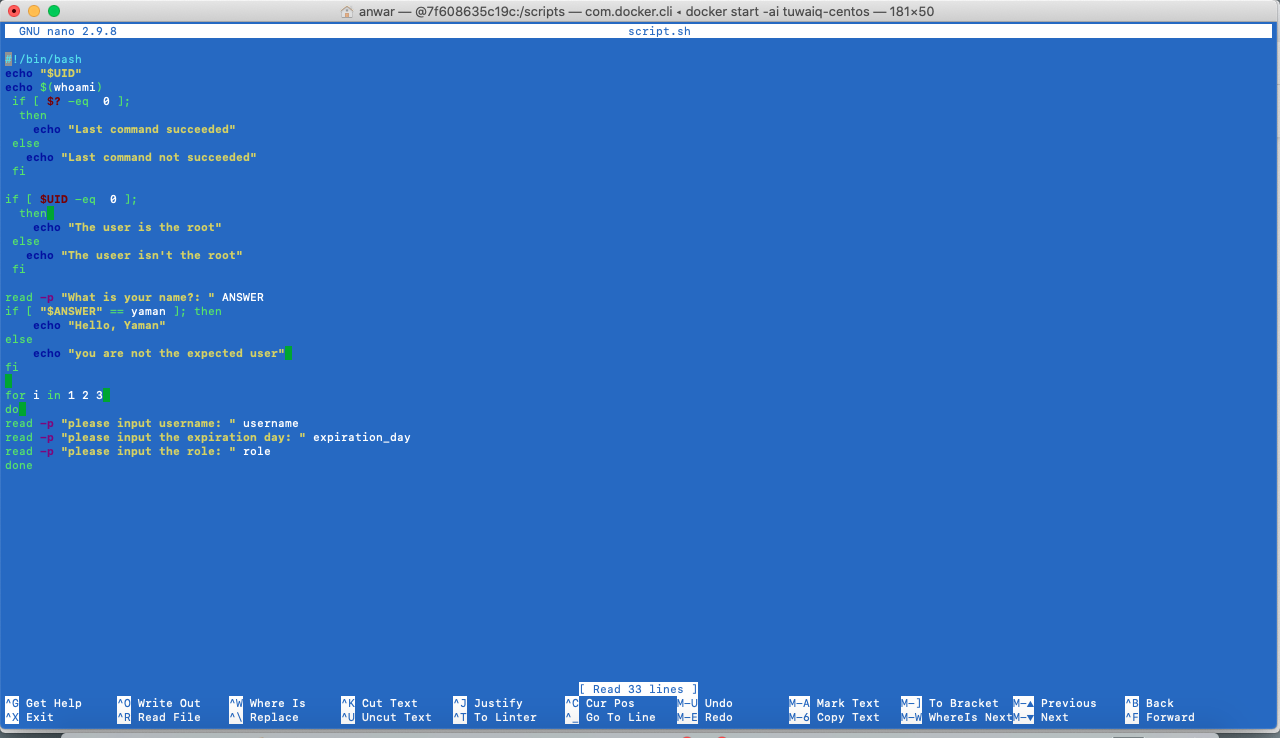 anwar — @7f608635c19c:/scripts — com.docker.cli ◂ docker start -ai tuwaiq-centos — 181×50
GNU nano 2.9.8 script.sh
#!/bin/bash
echo "$UID"
echo $(whoami)
if [ $? -eq  0 ];
then
echo "Last command succeeded"
else
echo "Last command not succeeded"
fi
if [ $UID -eq  0 ];
then
echo "The user is the root"
else
echo "The useer isn't the root"
fi
read -p "What is your name?: " ANSWER
if [ "$ANSWER" == yaman ]; then
echo "Hello, Yaman"
else
echo "you are not the expected user"
fi
for i in 1 2 3
do
read -p "please input username: " username
read -p "please input the expiration day: " expiration_day
read -p "please input the role: " role
done
[ Read 33 lines ]
^G Get Help ^O Write Out ^W Where Is ^K Cut Text ^J Justify ^C Cur Pos M-U Undo M-A Mark Text M-] To Bracket M-▲ Previous ^B Back
^X Exit ^R Read File ^\ Replace ^U Uncut Text ^T To Linter ^_ Go To Line M-E Redo M-6 Copy Text M-W WhereIs Next M-▼ Next ^F Forward